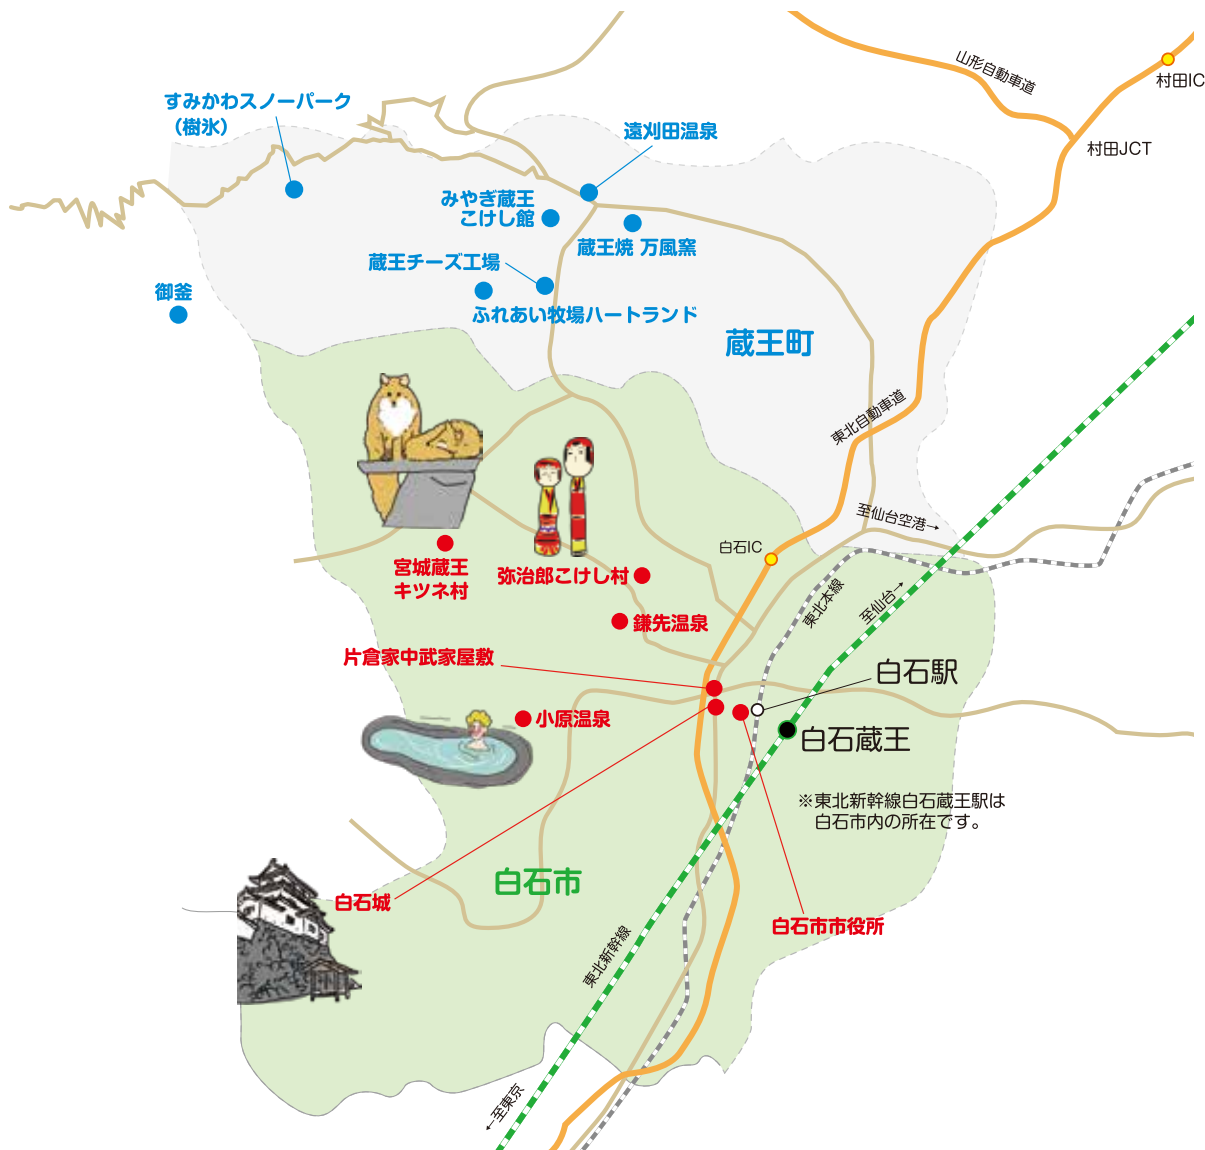 山形自動車道
村田IC
すみかわスノーパーク
（樹氷）
遠刈田温泉
村田JCT
みやぎ蔵王
こけし館
蔵王焼 万風窯
蔵王チーズ工場
御釜
ふれあい牧場ハートランド
蔵王町
東北自動車道
至仙台空港→
白石IC
宮城蔵王
キツネ村
弥治郎こけし村
東北本線
至仙台→
鎌先温泉
片倉家中武家屋敷
白石駅
小原温泉
白石蔵王
※東北新幹線白石蔵王駅は
白石市内の所在です。
白石市
白石城
白石市市役所
東北新幹線
←至東京